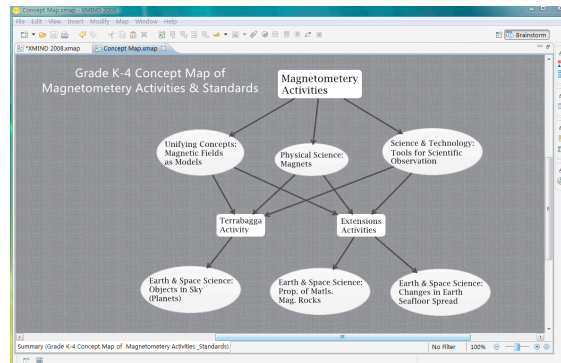 Concept Map.xmap - XMIND 2008
File Edit View Insert Modify Map Window Help
Brainstorm
*XMIND 2008.xmap
Concept Map.xmap
Grade K-4 Concept Map of
Magnetometery Activities & Standards
Magnetometery
Activities
Unifying Concepts:
Magnetic Fields
as Models
Physical Science:
Magnets
Science & Technology:
Tools for Scientific
Observation
Terrabagga
Activity
Extensions
Activities
Earth & Space Science:
Objects in Sky
(Planets)
Earth & Space Science:
Prop. of Matls.
Mag. Rocks
Earth & Space Science:
Changes in Earth
Seafloor Spread
Summary (Grade K-4 Concept Map of Magnetometery Activities _Standards)
No Filter
100%